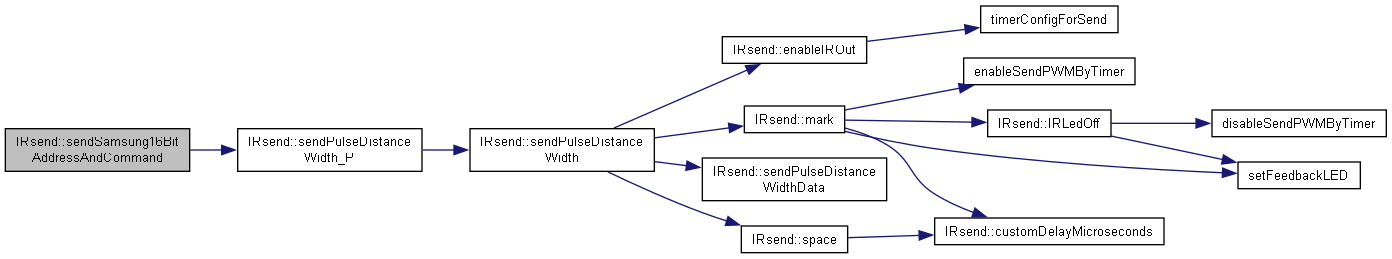 IRsend::sendSamsung16Bit
AddressAndCommand
IRsend::sendPulseDistance
Width_P
IRsend::sendPulseDistance
Width
IRsend::enableIROut
timerConfigForSend
IRsend::mark
enableSendPWMByTimer
IRsend::IRLedOff
disableSendPWMByTimer
setFeedbackLED
IRsend::sendPulseDistance
WidthData
IRsend::space
IRsend::customDelayMicroseconds